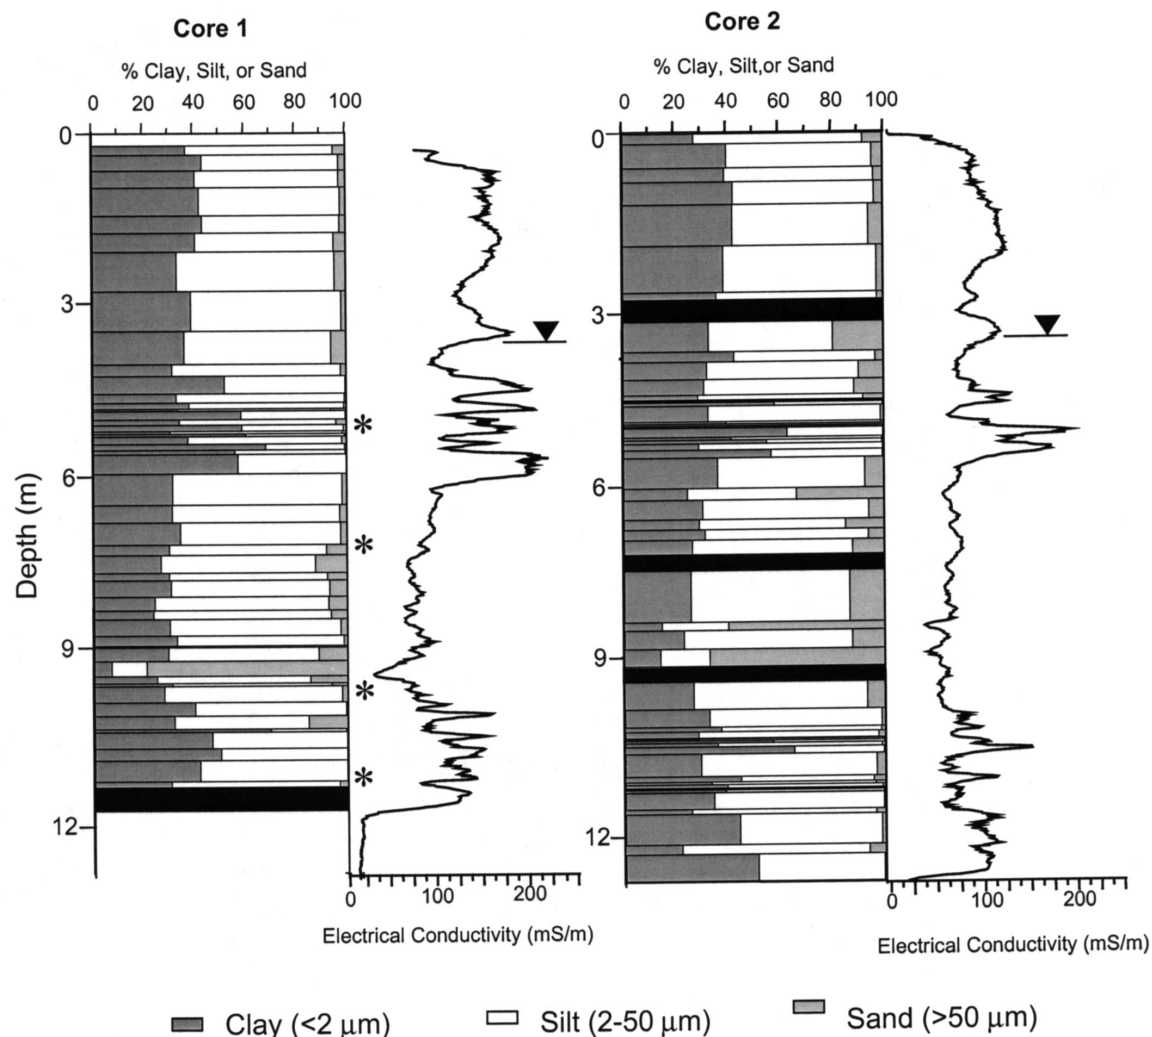 Core 1
% Clay, Silt, or Sand
0 20 40 60 80 100
0
3
6
9
12
Depth (m)
*
*
*
*
0 100 200
Electrical Conductivity (mS/m)
Core 2
% Clay, Silt,or Sand
0 20 40 60 80 100
0
3
6
9
12
0 100 200
Electrical Conductivity (mS/m)
Clay (<2 μm)
Silt (2-50 μm)
Sand (>50 μm)